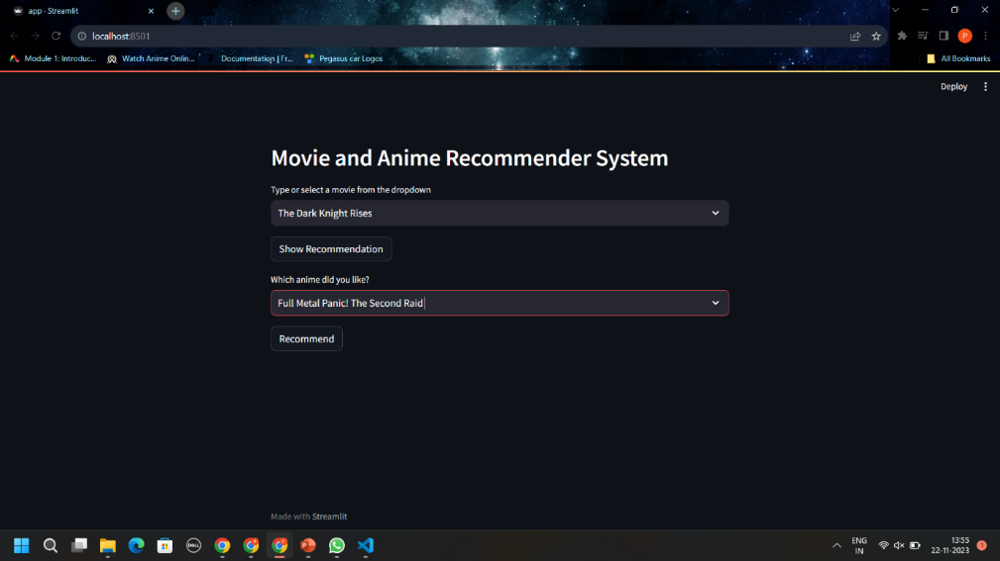 app · Streamlit
localhost:8501
Module 1: Introduc...
Watch Anime Onlin...
Documentation | Fr...
Pegasus car Logos
All Bookmarks
Deploy
Movie and Anime Recommender System
Type or select a movie from the dropdown
The Dark Knight Rises
Show Recommendation
Which anime did you like?
Full Metal Panic! The Second Raid
Recommend
Made with Streamlit
ENG
IN
13:55
22-11-2023
1
P
DELL